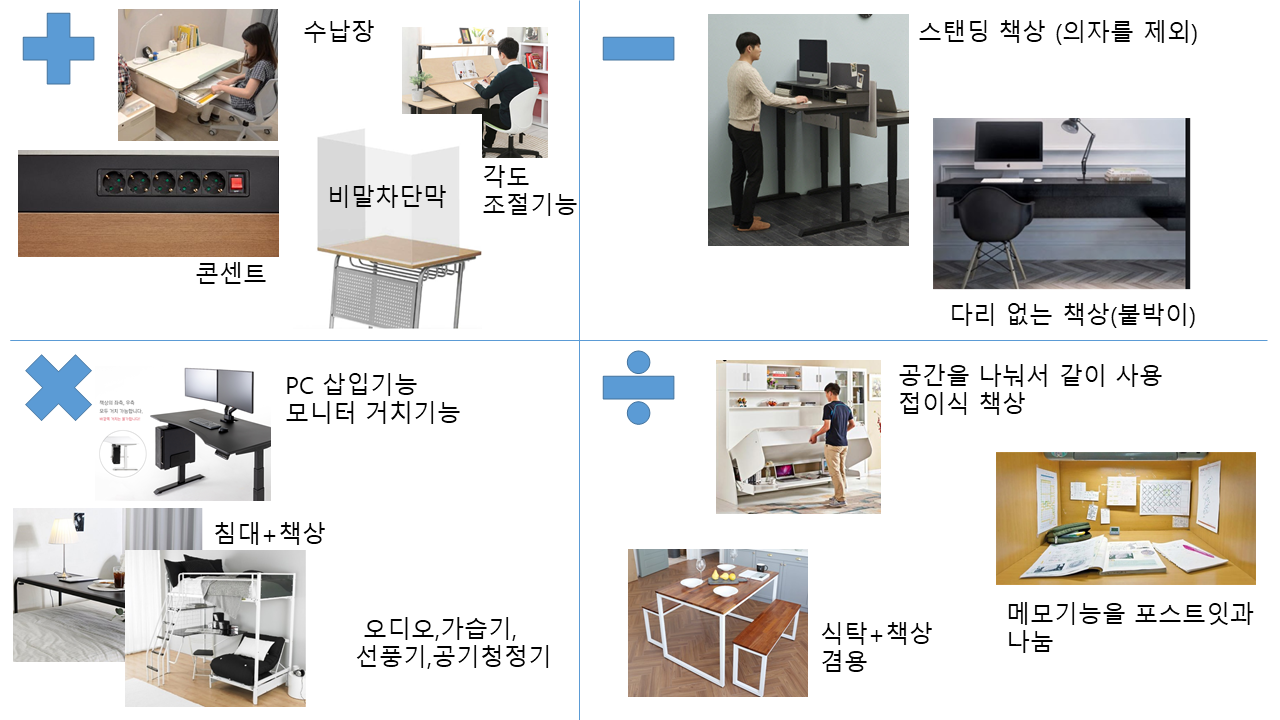 수납장
각도
조절기능
비말차단막
콘센트
스탠딩 책상 (의자를 제외)
다리 없는 책상(붙박이)
PC 삽입기능
모니터 거치기능
책상의 좌측, 우측
모두 거치 가능합니다.
침대+책상
오디오,가습기,
선풍기,공기청정기
공간을 나눠서 같이 사용
접이식 책상
메모기능을 포스트잇과
나눔
식탁+책상
겸용